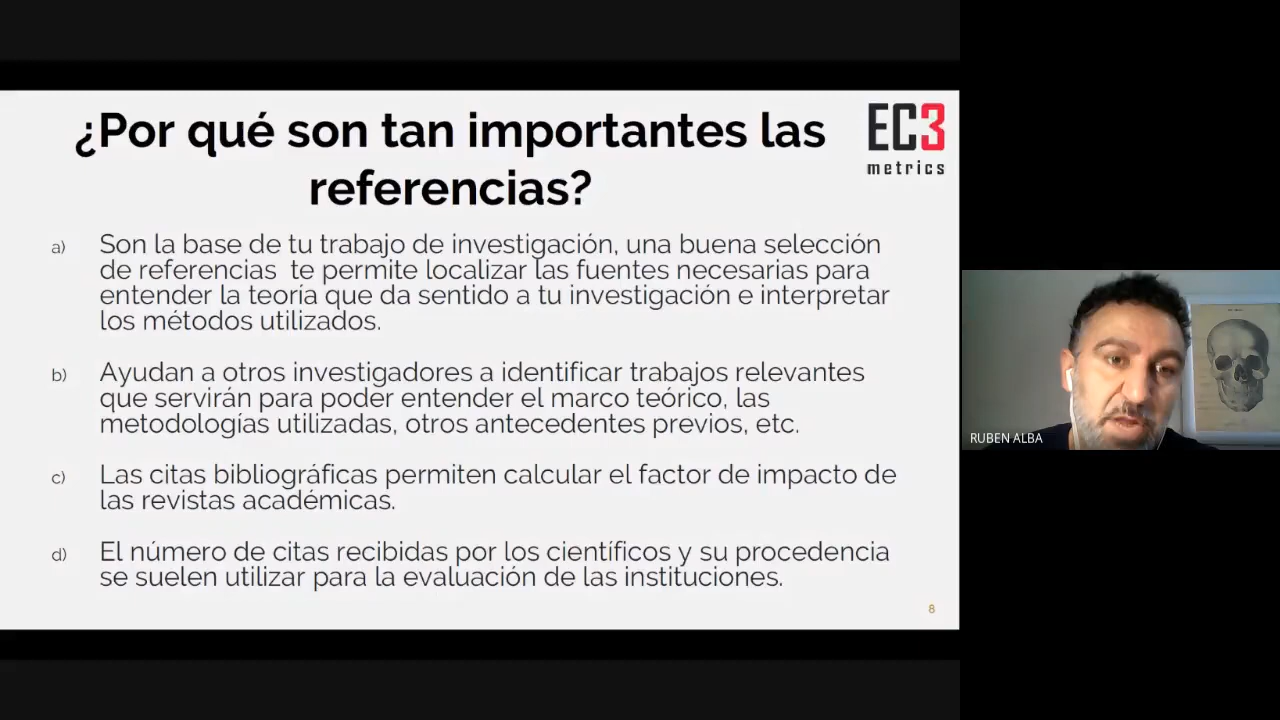 ¿Por qué son tan importantes las
referencias?
EC3
metrics
a) Son la base de tu trabajo de investigación, una buena selección
de referencias te permite localizar las fuentes necesarias para
entender la teoría que da sentido a tu investigación e interpretar
los métodos utilizados.
b) Ayudan a otros investigadores a identificar trabajos relevantes
que servirán para poder entender el marco teórico, las
metodologías utilizadas, otros antecedentes previos, etc.
c) Las citas bibliográficas permiten calcular el factor de impacto de
las revistas académicas.
d) El número de citas recibidas por los científicos y su procedencia
se suelen utilizar para la evaluación de las instituciones.
8
RUBEN ALBA